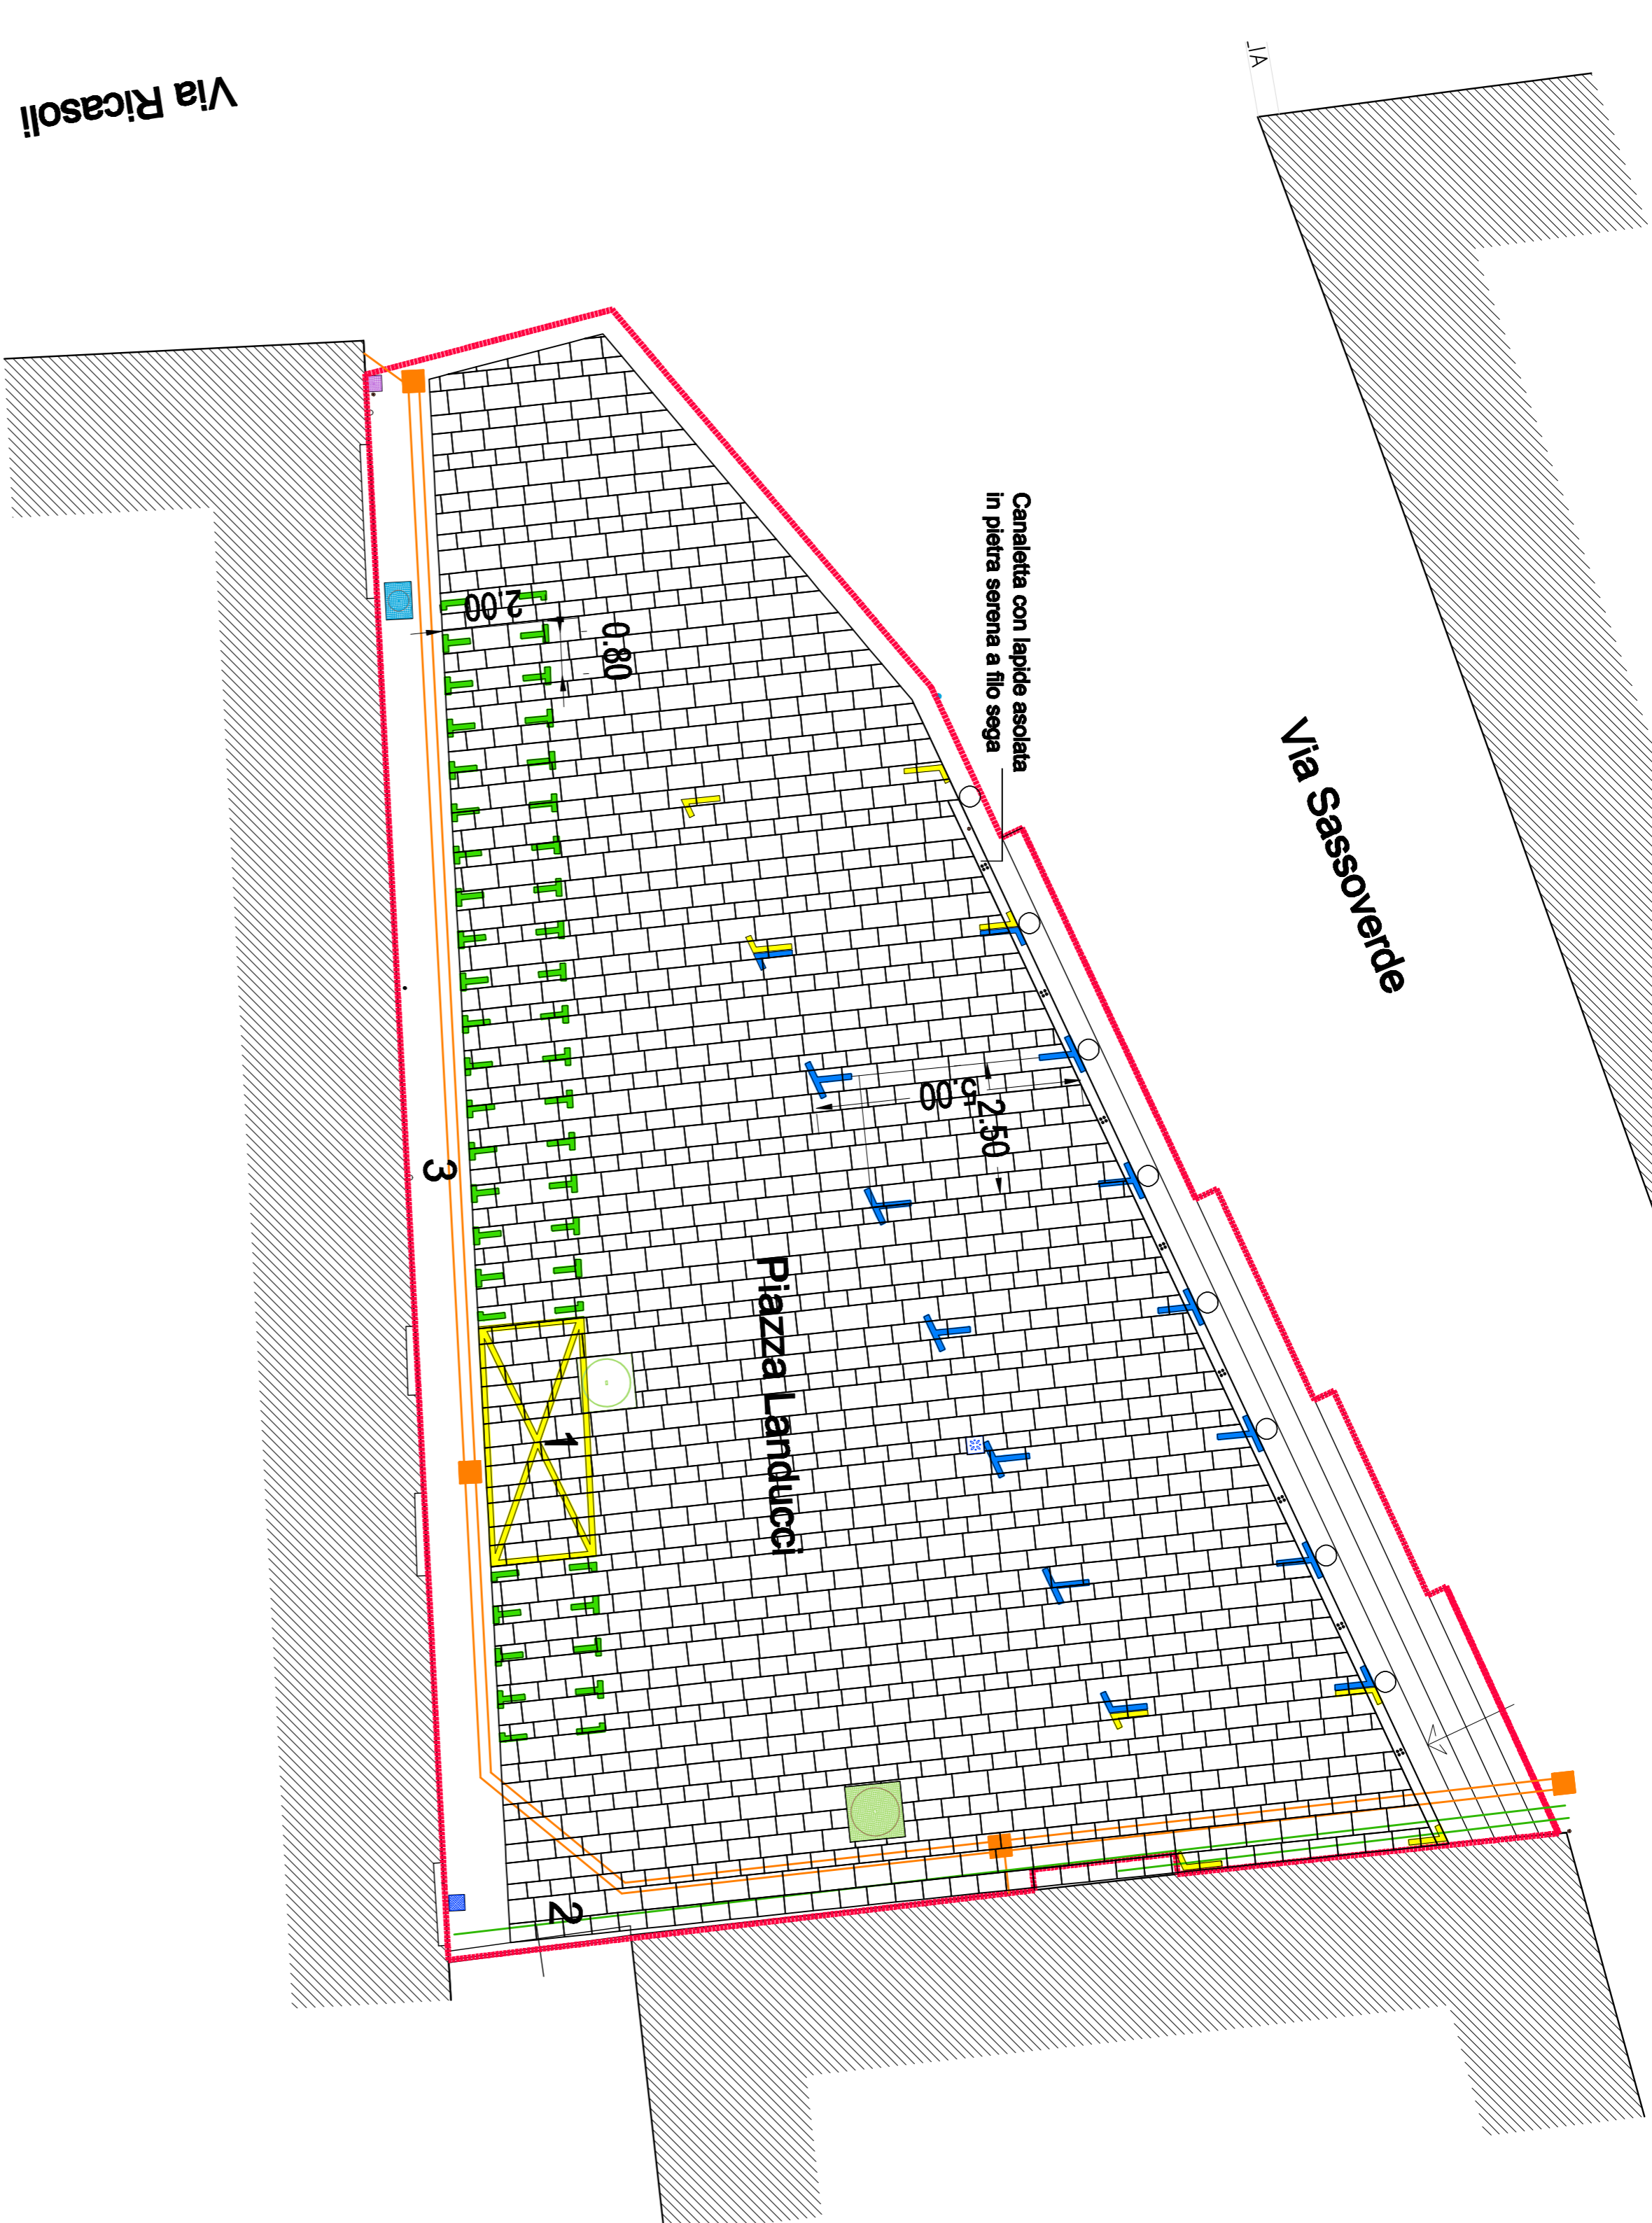 Via Ricasoli
Via Sassoverde
Canaletta con lapide asolata
in pietra serena a filo sega
2.00
0.80
5.00
2.50
Piazza Landucci
3
1
2